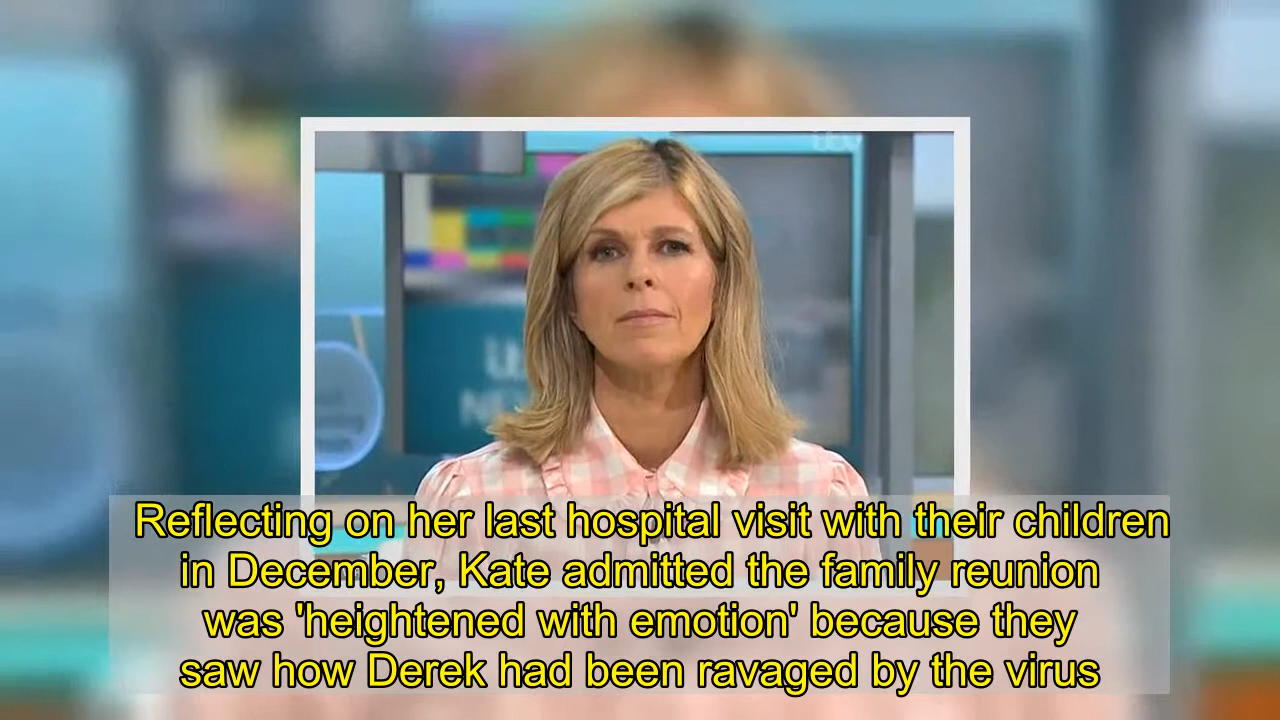 itv
Reflecting on her last hospital visit with their children
in December, Kate admitted the family reunion
was 'heightened with emotion' because they
saw how Derek had been ravaged by the virus